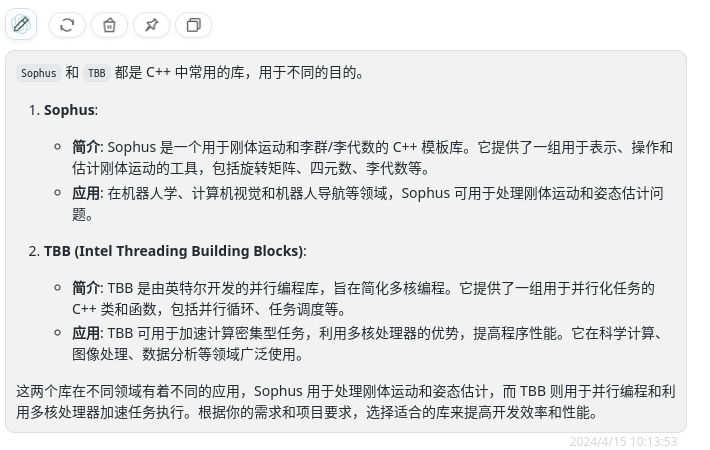 Sophus 和 TBB 都是 C++ 中常用的库，用于不同的目的。
1. Sophus:
简介: Sophus 是一个用于刚体运动和李群/李代数的 C++ 模板库。它提供了一组用于表示、操作和
估计刚体运动的工具，包括旋转矩阵、四元数、李代数等。
应用: 在机器人学、计算机视觉和机器人导航等领域，Sophus 可用于处理刚体运动和姿态估计问
题。
2. TBB (Intel Threading Building Blocks):
简介: TBB 是由英特尔开发的并行编程库，旨在简化多核编程。它提供了一组用于并行化任务的
C++ 类和函数，包括并行循环、任务调度等。
应用: TBB 可用于加速计算密集型任务，利用多核处理器的优势，提高程序性能。它在科学计算、
图像处理、数据分析等领域广泛使用。
这两个库在不同领域有着不同的应用，Sophus 用于处理刚体运动和姿态估计，而 TBB 则用于并行编程和利
用多核处理器加速任务执行。根据你的需求和项目要求，选择适合的库来提高开发效率和性能。
2024/4/15 10:13:53